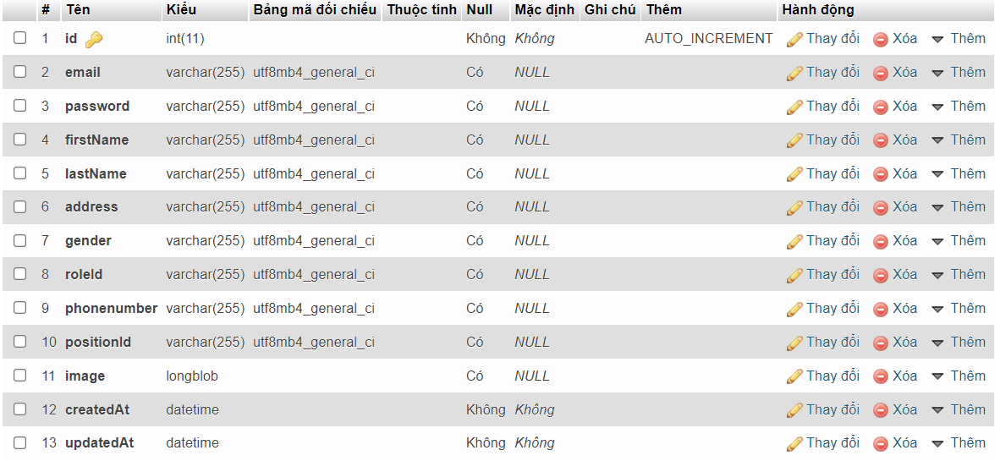 # Tên Kiểu Bảng mã đối chiếu Thuộc tính Null Mặc định Ghi chú Thêm Hành động
1 id int(11) Không Không AUTO_INCREMENT Thay đổi Xóa Thêm
2 email varchar(255) utf8mb4_general_ci Có NULL Thay đổi Xóa Thêm
3 password varchar(255) utf8mb4_general_ci Có NULL Thay đổi Xóa Thêm
4 firstName varchar(255) utf8mb4_general_ci Có NULL Thay đổi Xóa Thêm
5 lastName varchar(255) utf8mb4_general_ci Có NULL Thay đổi Xóa Thêm
6 address varchar(255) utf8mb4_general_ci Có NULL Thay đổi Xóa Thêm
7 gender varchar(255) utf8mb4_general_ci Có NULL Thay đổi Xóa Thêm
8 roleId varchar(255) utf8mb4_general_ci Có NULL Thay đổi Xóa Thêm
9 phonenumber varchar(255) utf8mb4_general_ci Có NULL Thay đổi Xóa Thêm
10 positionId varchar(255) utf8mb4_general_ci Có NULL Thay đổi Xóa Thêm
11 image longblob Có NULL Thay đổi Xóa Thêm
12 createdAt datetime Không Không Thay đổi Xóa Thêm
13 updatedAt datetime Không Không Thay đổi Xóa Thêm